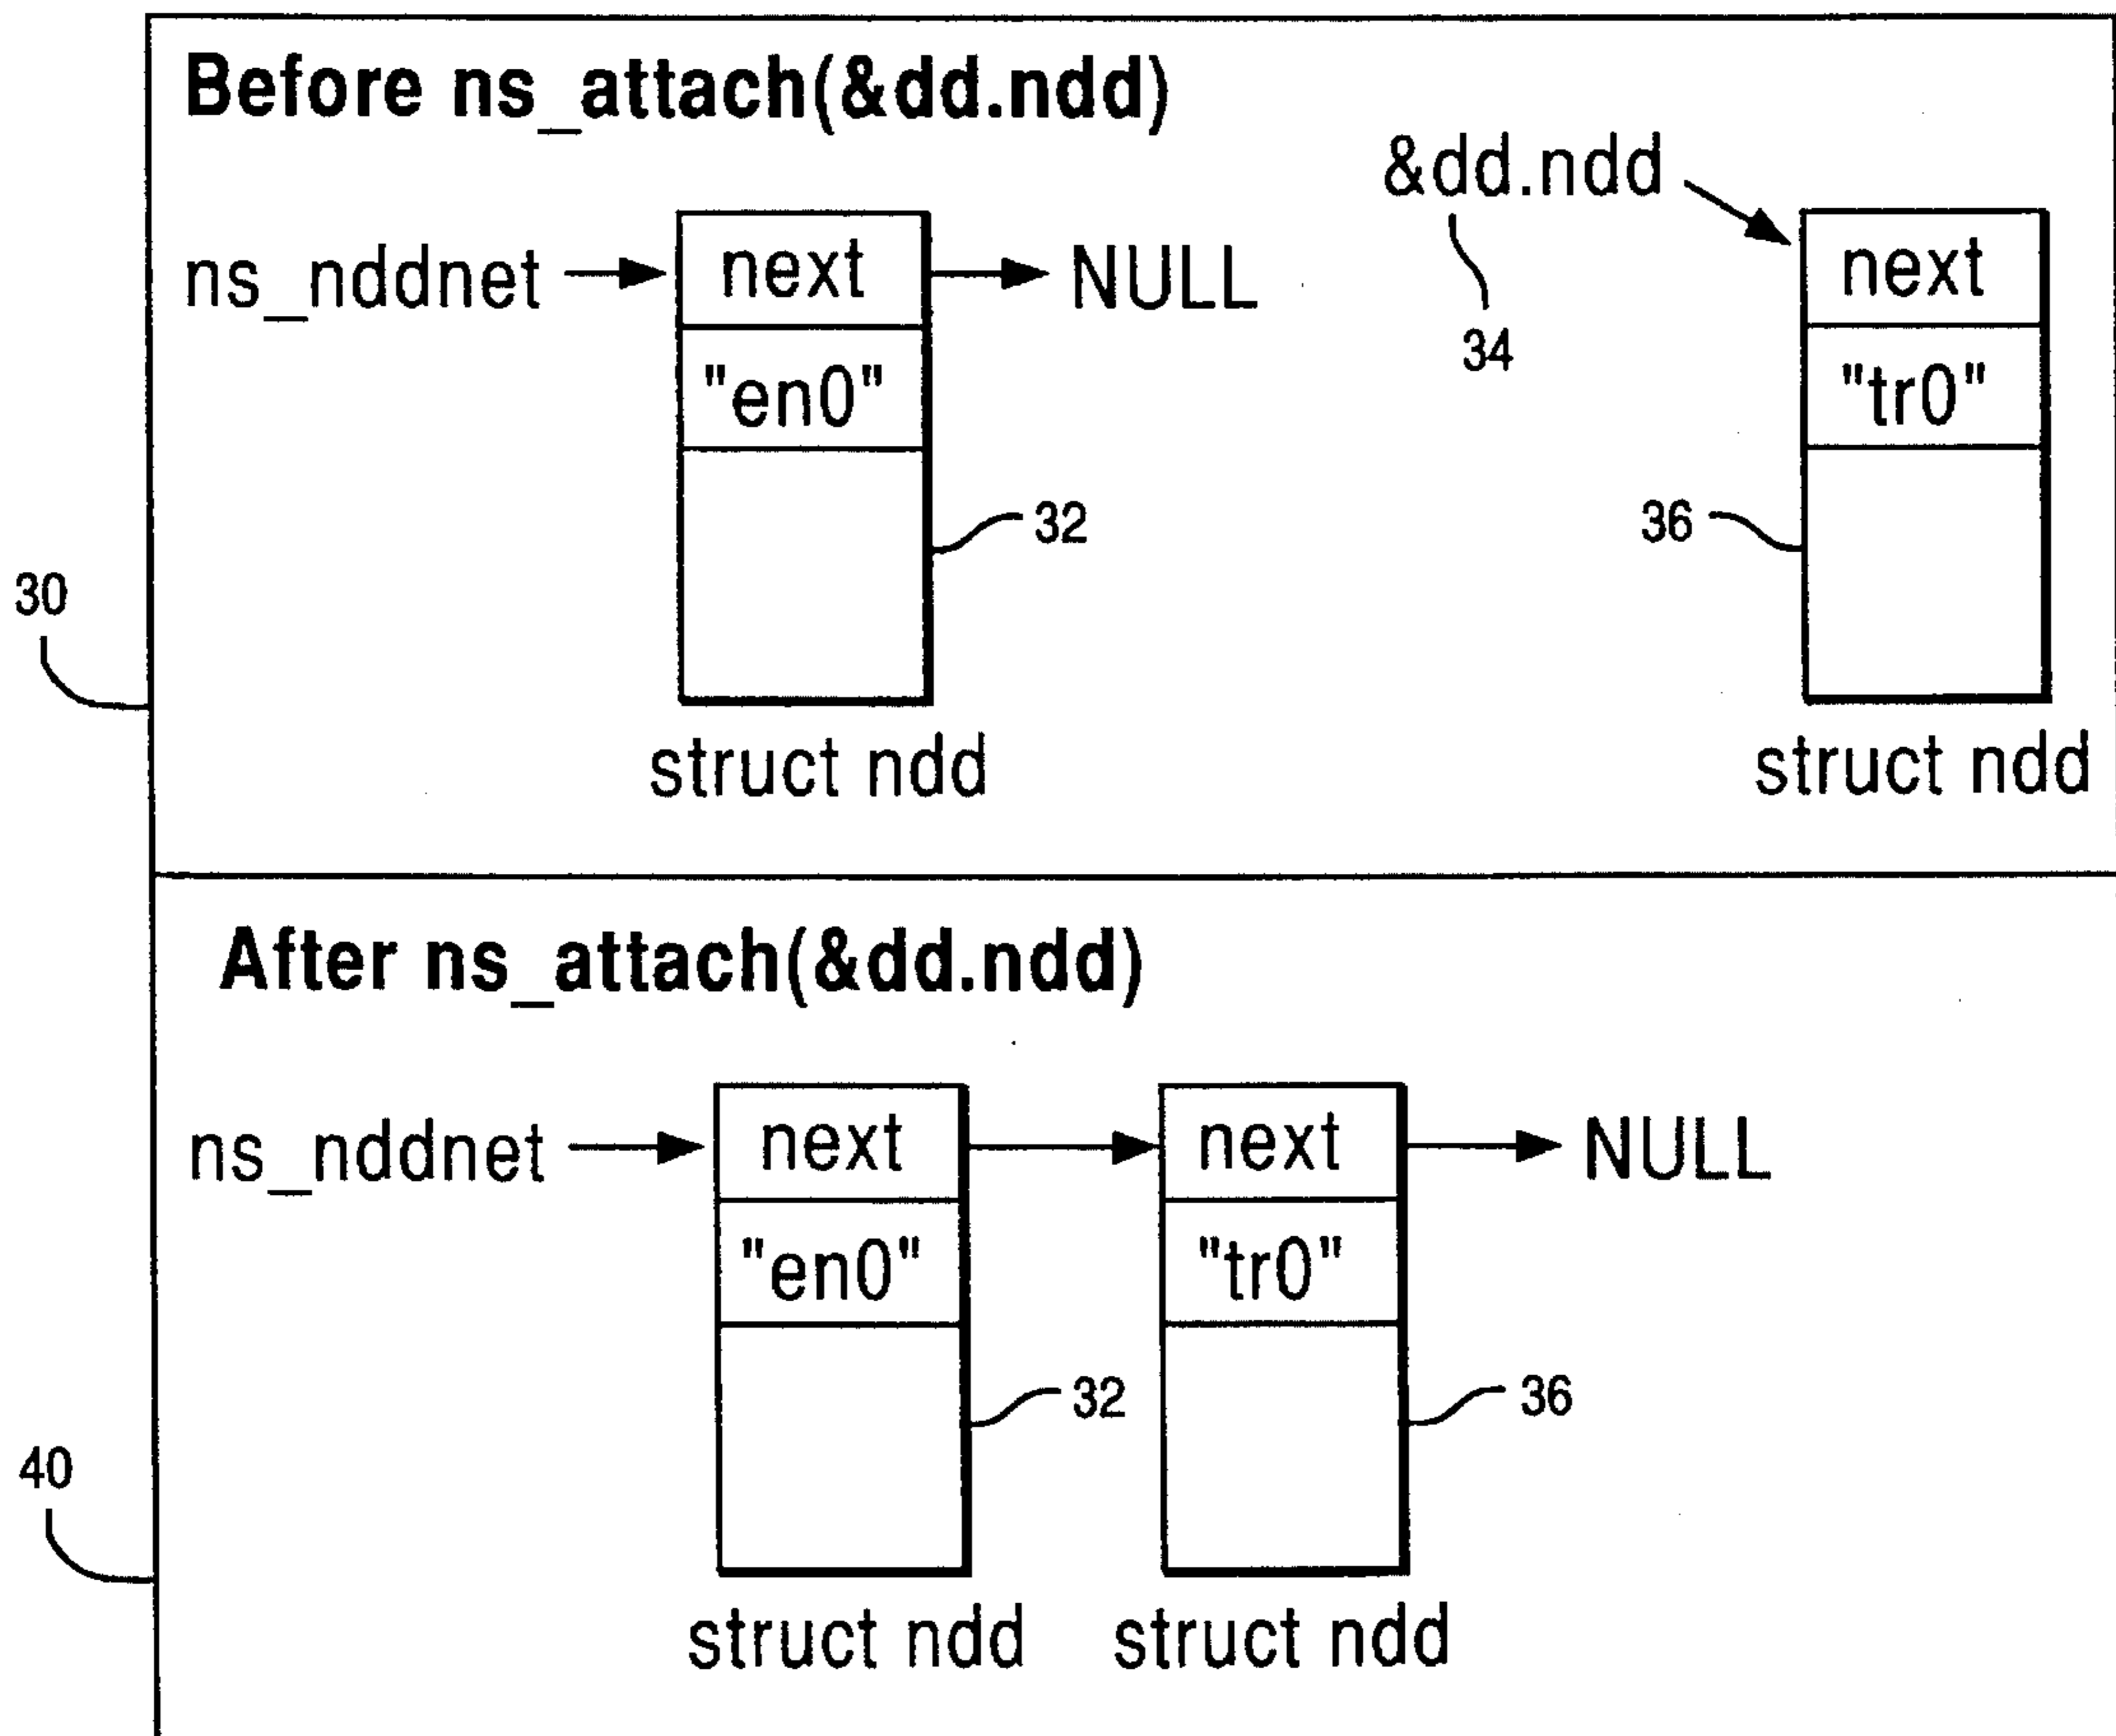 Before ns_attach(&dd.ndd)
&dd.ndd
ns_nddnet
next
NULL
next
34
"en0"
"tr0"
32
36
30
struct ndd
struct ndd
After ns_attach(&dd.ndd)
ns_nddnet
next
next
NULL
"en0"
"tr0"
32
36
40
struct ndd
struct ndd